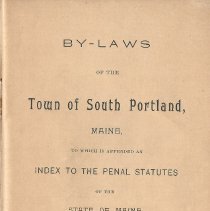 BY-LAWS
OF THE
Town of South Portland,
MAINE,
TO WHICH IS APPENDED AN
INDEX TO THE PENAL STATUTES
OF THE
STATE OF MAINE